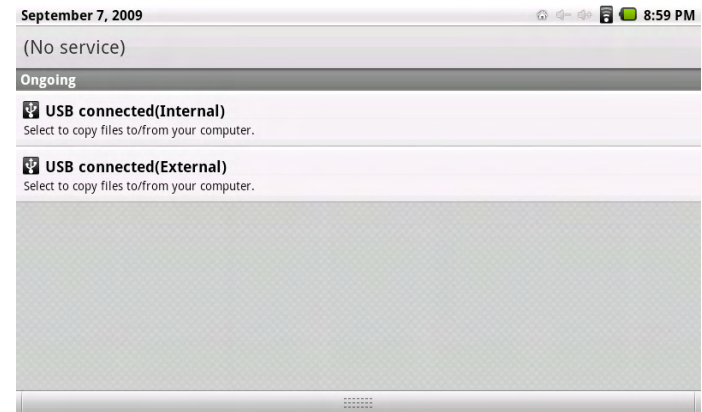 September 7, 2009 8:59 PM
(No service)
Ongoing
USB connected(Internal)
Select to copy files to/from your computer.
USB connected(External)
Select to copy files to/from your computer.